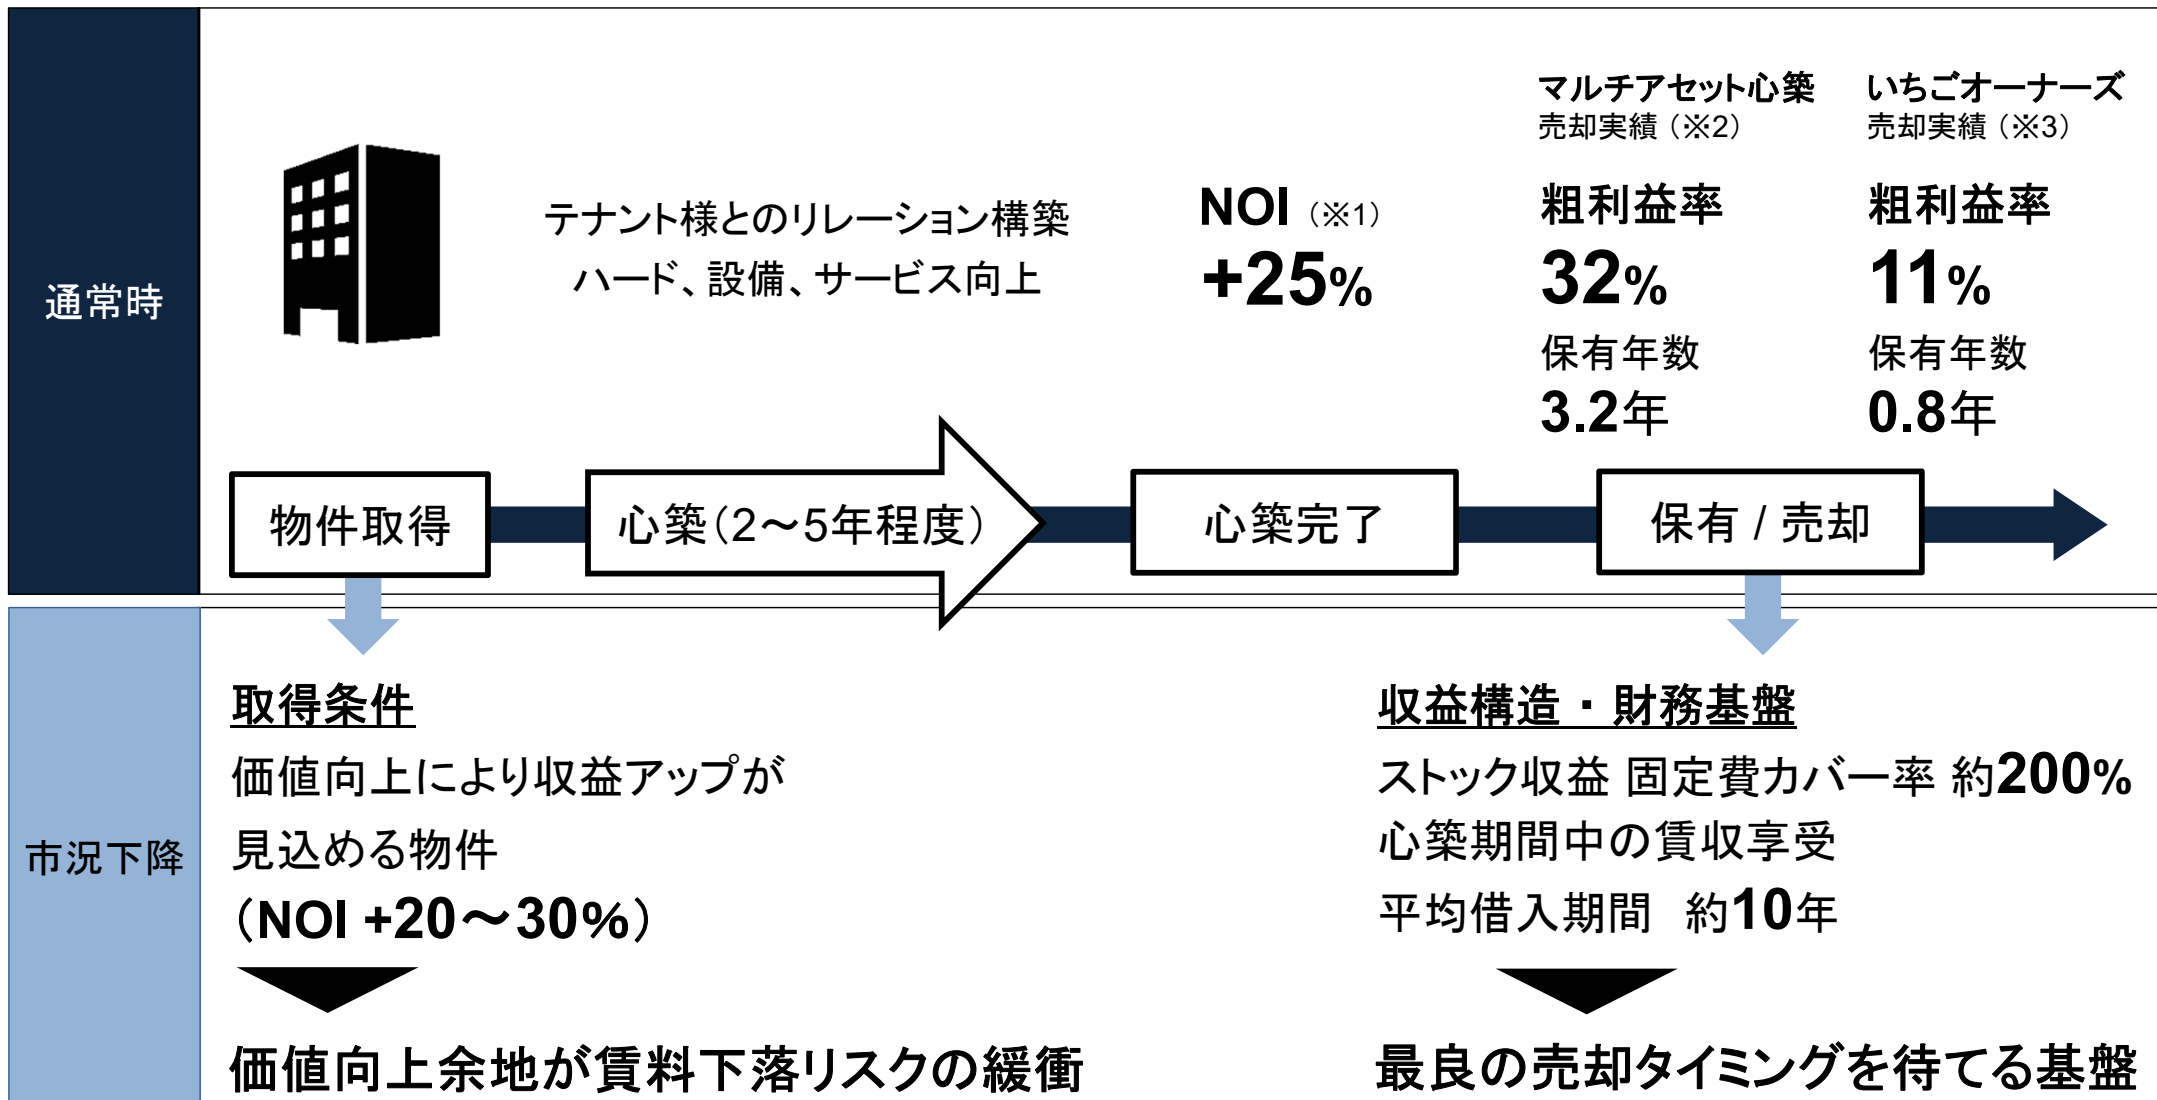 通常時
テナント様とのリレーション構築
ハード、設備、サービス向上
NOI（※1）
+25%
マルチアセット心築
売却実績（※2）
粗利益率
32%
保有年数
3.2年
いちごオーナーズ
売却実績（※3）
粗利益率
11%
保有年数
0.8年
物件取得
心築（2～5年程度）
心築完了
保有 / 売却
市況下降
取得条件
価値向上により収益アップが
見込める物件
（NOI +20～30%）
価値向上余地が賃料下落リスクの緩衝
収益構造・財務基盤
ストック収益 固定費カバー率 約200%
心築期間中の賃収享受
平均借入期間　約10年
最良の売却タイミングを待てる基盤